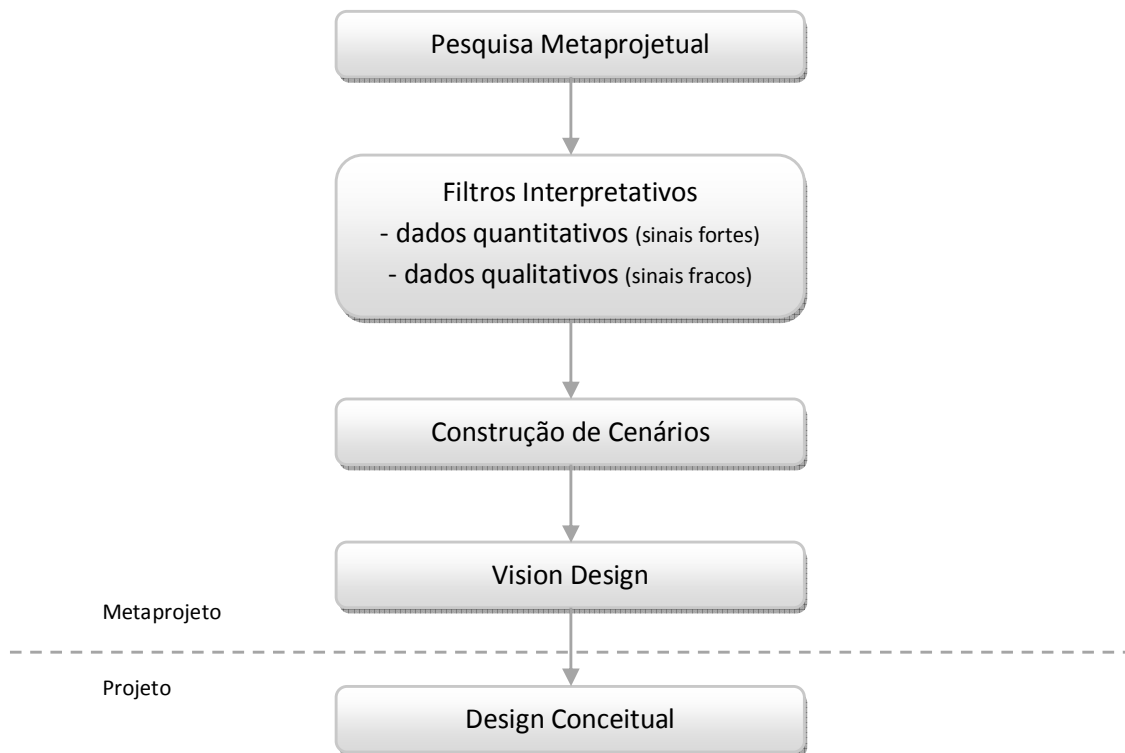 Pesquisa Metaprojetual
Filtros Interpretativos
- dados quantitativos (sinais fortes)
- dados qualitativos (sinais fracos)
Construção de Cenários
Vision Design
Metaprojeto
Projeto
Design Conceitual